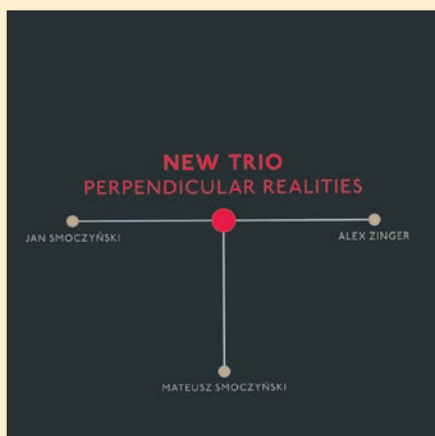 NEW TRIO
PERPENDICULAR REALITIES
JAN SMOCZYŃSKI
ALEX ZINGER
MATEUSZ SMOCZYŃSKI